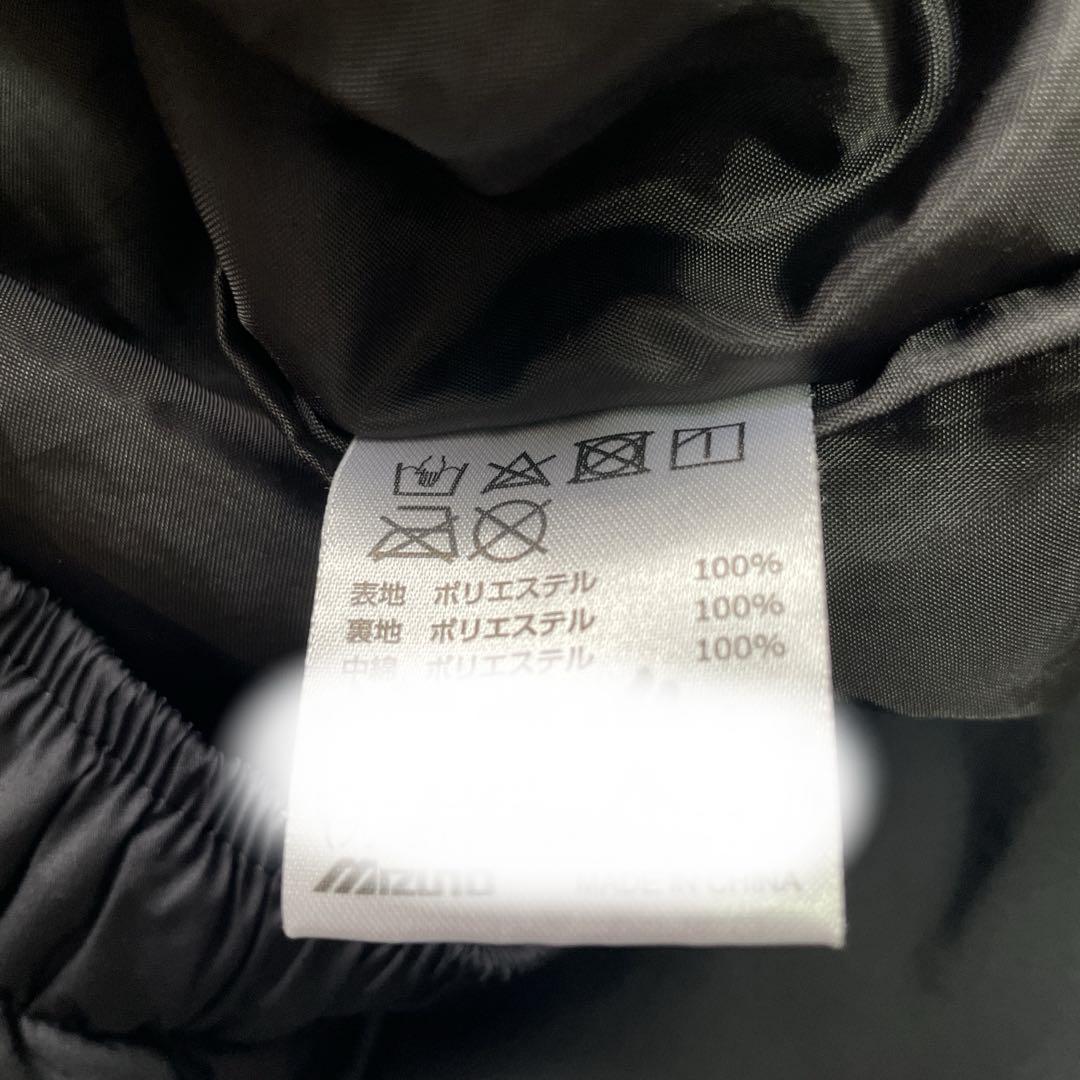 表地 ポリエステル 100%
裏地 ポリエステル 100%
中綿 ポリエステル 100%
MIZUNO MADE IN CHINA